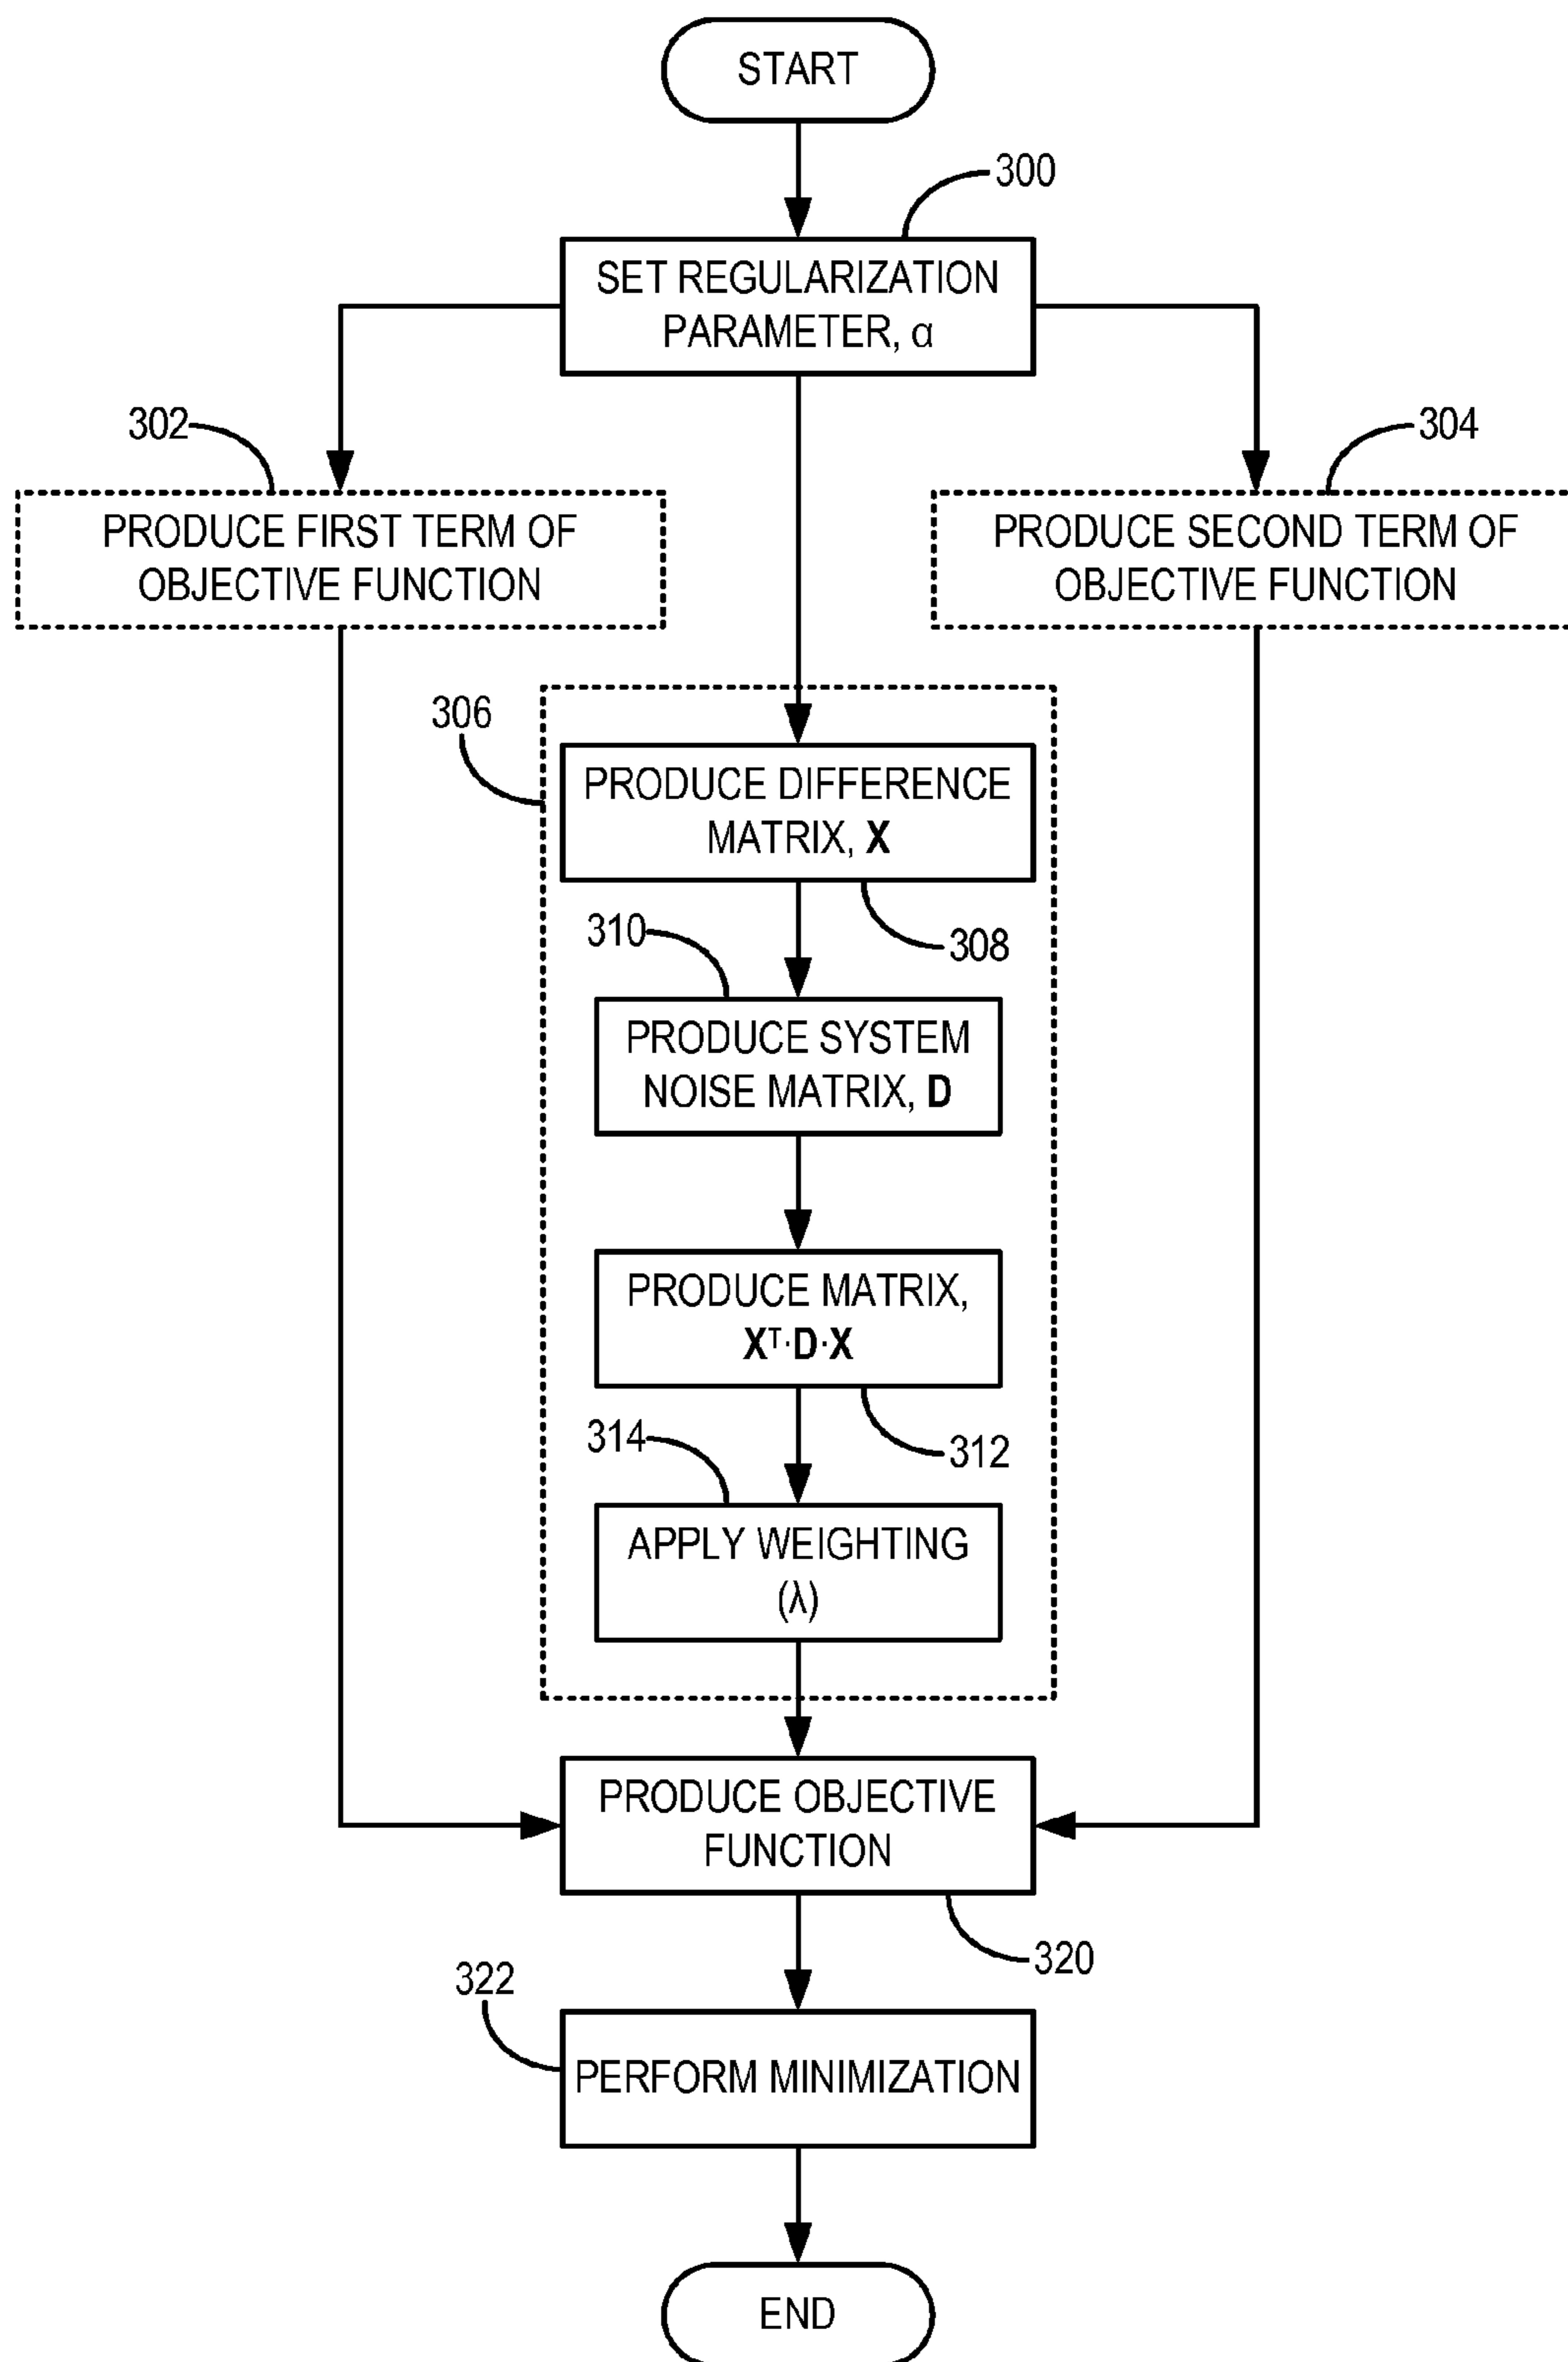 START
300
SET REGULARIZATION
PARAMETER, α
302
304
PRODUCE FIRST TERM OF
OBJECTIVE FUNCTION
PRODUCE SECOND TERM OF
OBJECTIVE FUNCTION
306
PRODUCE DIFFERENCE
MATRIX, X
308
310
PRODUCE SYSTEM
NOISE MATRIX, D
PRODUCE MATRIX,
Xᵀ·D·X
312
314
APPLY WEIGHTING
(λ)
PRODUCE OBJECTIVE
FUNCTION
320
322
PERFORM MINIMIZATION
END